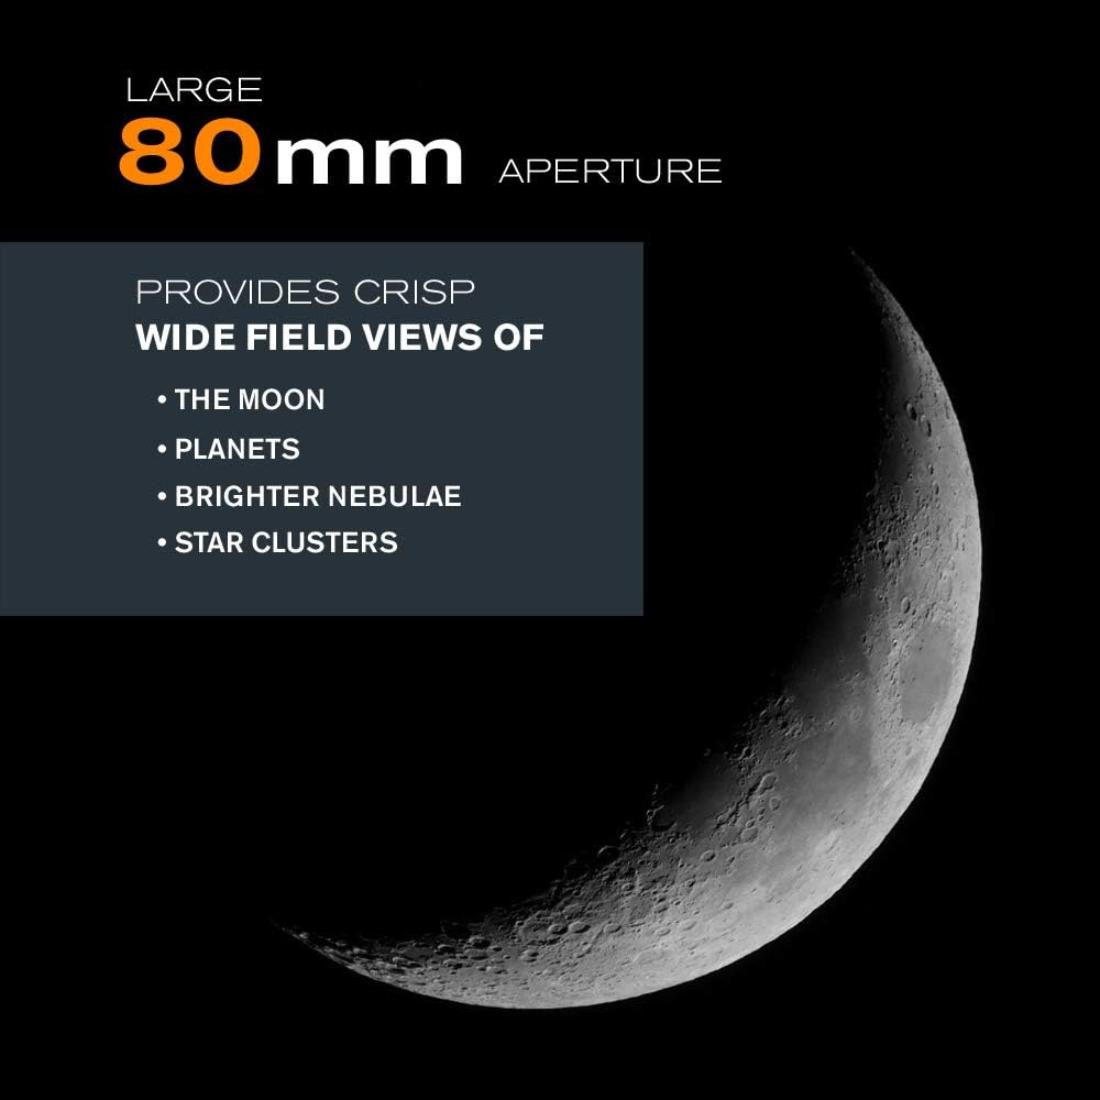 LARGE
80mm APERTURE
PROVIDES CRISP
WIDE FIELD VIEWS OF
• THE MOON
• PLANETS
• BRIGHTER NEBULAE
• STAR CLUSTERS